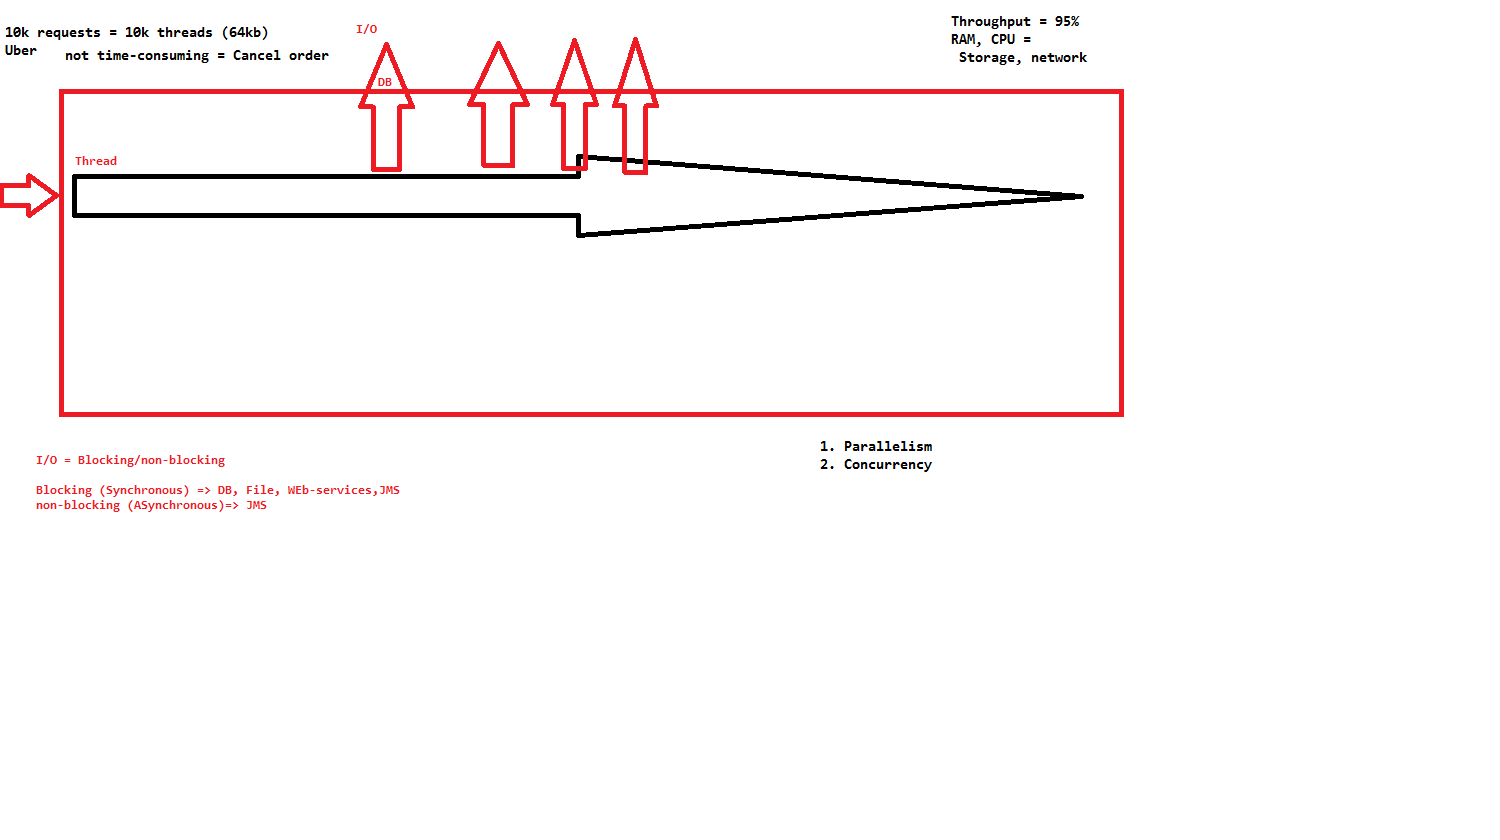 10k requests = 10k threads (64kb)
Uber
not time-consuming = Cancel order
I/O
DB
Throughput = 95%
RAM, CPU =
Storage, network
Thread
1. Parallelism
2. Concurrency
I/O = Blocking/non-blocking
Blocking (Synchronous) => DB, File, WEb-services,JMS
non-blocking (ASynchronous)=> JMS